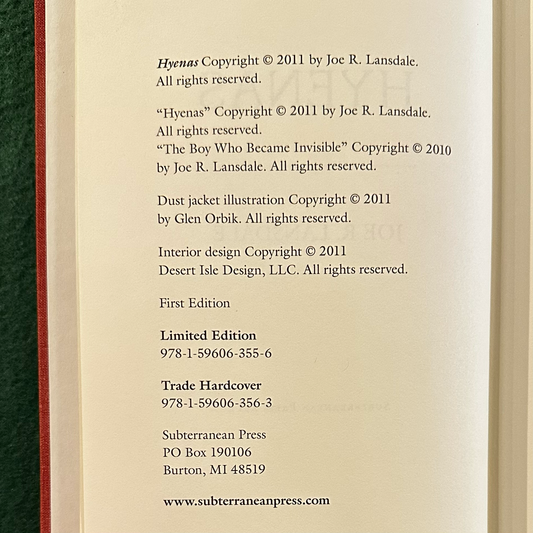 Hyenas Copyright © 2011 by Joe R. Lansdale.
All rights reserved.
“Hyenas” Copyright © 2011 by Joe R. Lansdale.
All rights reserved.
“The Boy Who Became Invisible” Copyright © 2010
by Joe R. Lansdale. All rights reserved.
Dust jacket illustration Copyright © 2011
by Glen Orbik. All rights reserved.
Interior design Copyright © 2011
Desert Isle Design, LLC. All rights reserved.
First Edition
Limited Edition
978-1-59606-355-6
Trade Hardcover
978-1-59606-356-3
Subterranean Press
PO Box 190106
Burton, MI 48519
www.subterraneanpress.com